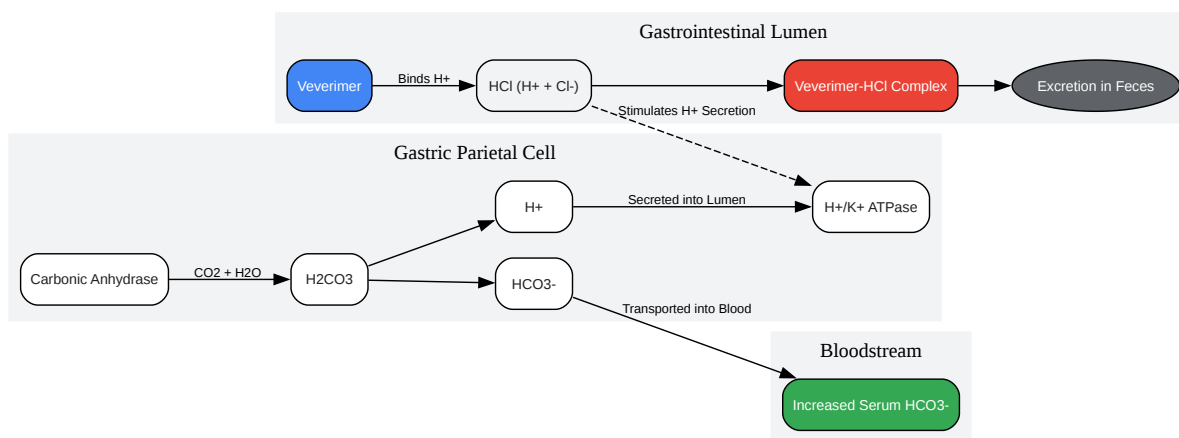 Gastrointestinal Lumen
Veverimer
Binds H+
HCl (H+ + Cl-)
Veverimer-HCl Complex
Excretion in Feces
Stimulates H+ Secretion
Gastric Parietal Cell
H+
Secreted into Lumen
H+/K+ ATPase
Carbonic Anhydrase
CO2 + H2O
H2CO3
HCO3-
Transported into Blood
Bloodstream
Increased Serum HCO3-